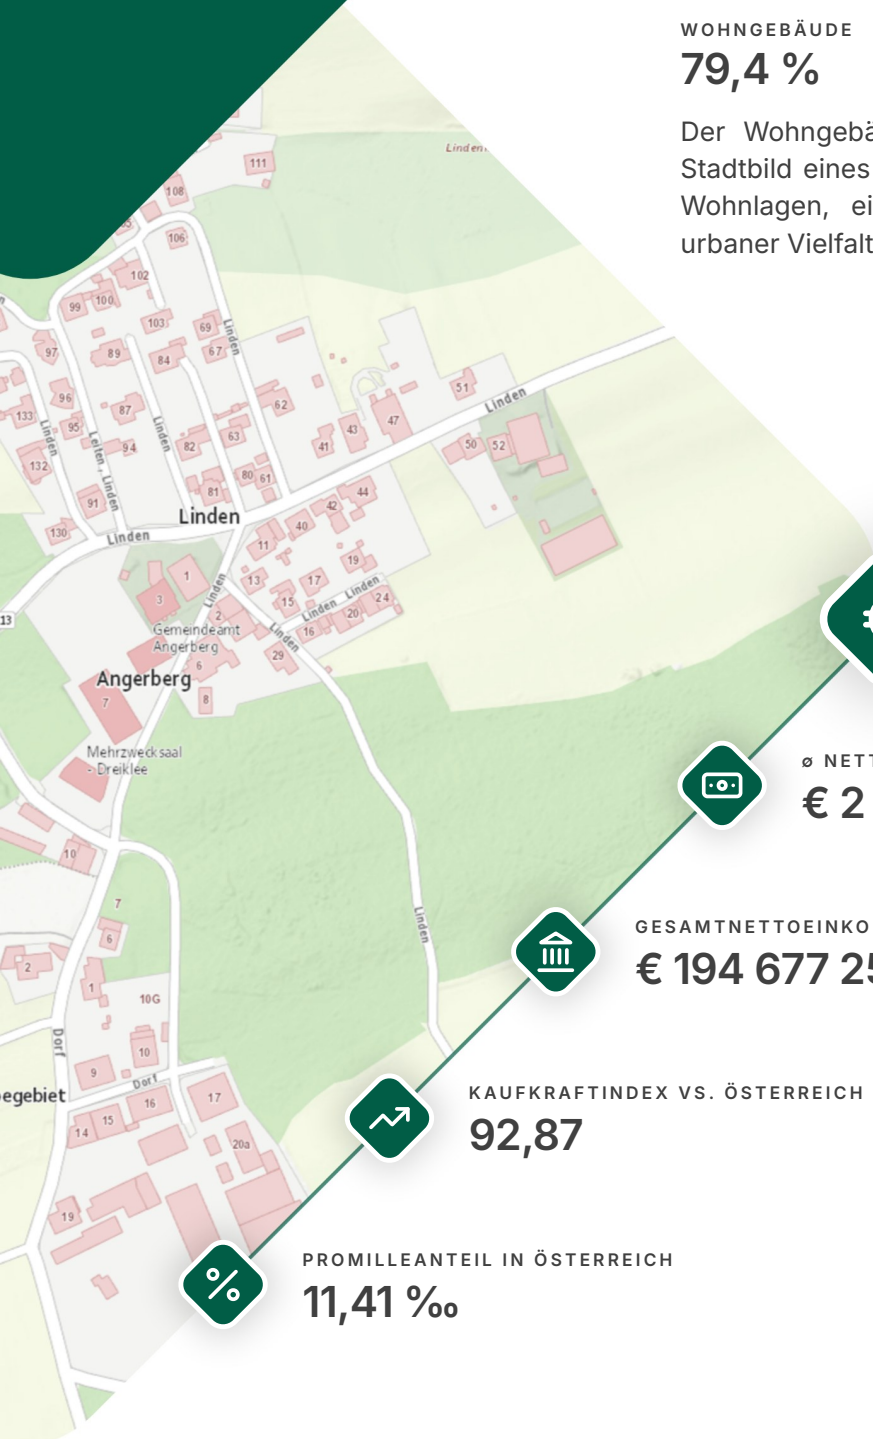 WOHNGEBÄUDE
79,4 %
Der Wohngebä
Stadtbild eines
Wohnlagen, ei
urbaner Vielfalt
Linden
111
108
106
102
100
99
103
69
Linden
97
89
84
67
96
62
51
133
87
Linden
Linden
95
63
43
47
Linden
132
Leiten, Linden
94
82
41
50
52
80
61
91
81
44
42
Linden
130
Linden
40
11
19
13
1
13
17
3
Linden
15
Linden
Linden
24
2
20
Gemeindeamt
Angerberg
16
Linden
6
29
Angerberg
7
8
Mehrzwecksaal
- Dreiklee
ø NETT
€ 2
10
7
Linden
6
GESAMTNETTOEINKO
€ 194 677 25
2
1
10G
Dorf
10
9
Dorf
KAUFKRAFTINDEX VS. ÖSTERREICH
92,87
egebiet
16
17
15
14
20a
19
PROMILLEANTEIL IN ÖSTERREICH
11,41 ‰